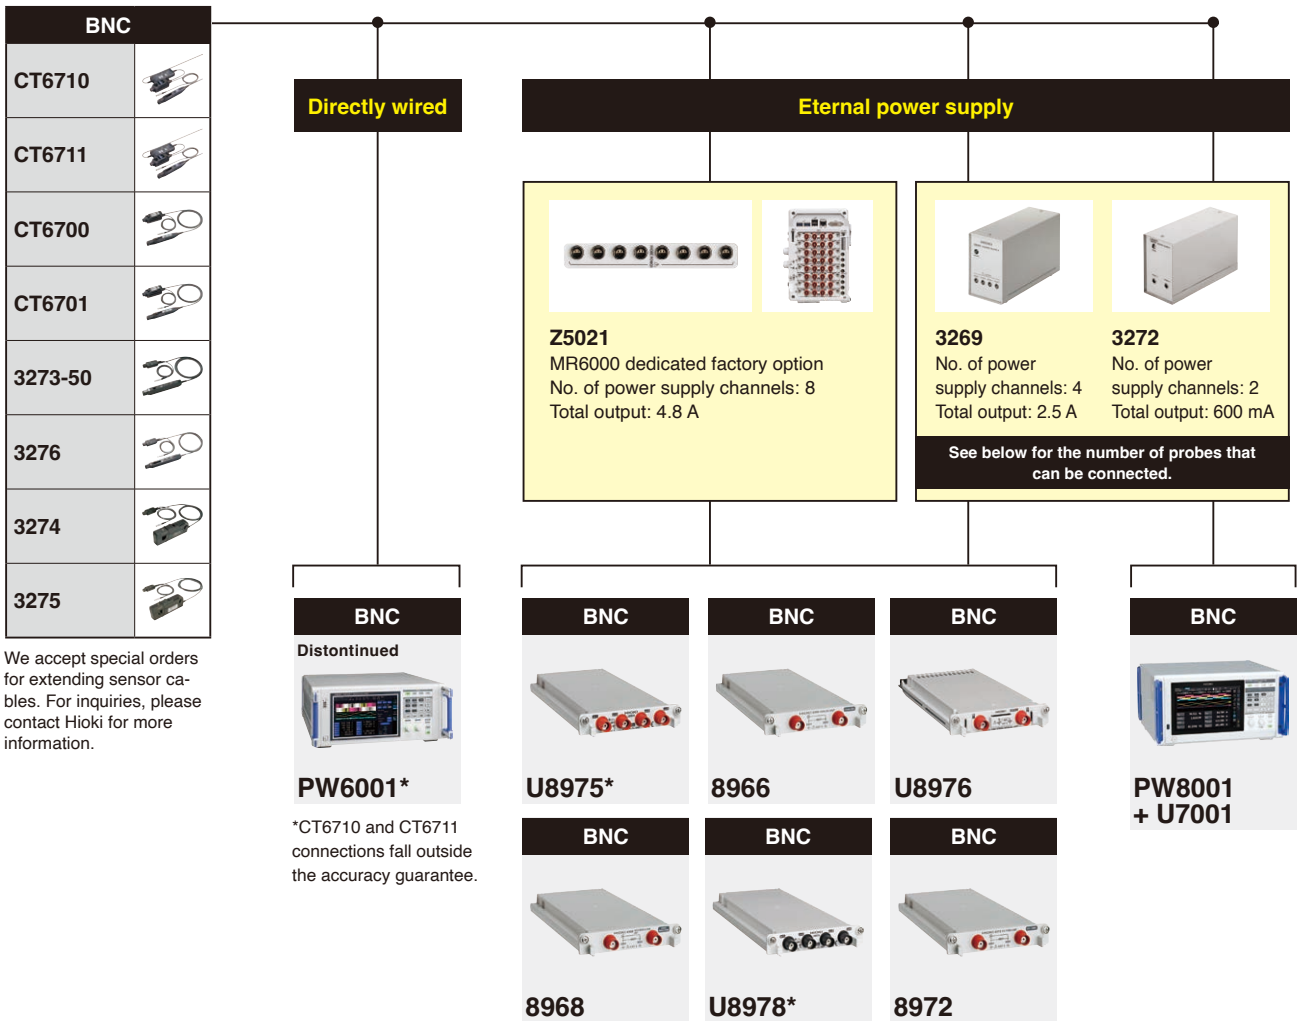 BNC
CT6710
CT6711
CT6700
CT6701
3273-50
3276
3274
3275
We accept special orders
for extending sensor ca-
bles. For inquiries, please
contact Hioki for more
information.
Directly wired
Eternal power supply
Z5021
MR6000 dedicated factory option
No. of power supply channels: 8
Total output: 4.8 A
3269
No. of power
supply channels: 4
Total output: 2.5 A
3272
No. of power
supply channels: 2
Total output: 600 mA
See below for the number of probes that
can be connected.
BNC
Distontinued
PW6001*
*CT6710 and CT6711
connections fall outside
the accuracy guarantee.
BNC
U8975*
BNC
8966
BNC
U8976
BNC
PW8001
+ U7001
BNC
8968
BNC
U8978*
BNC
8972